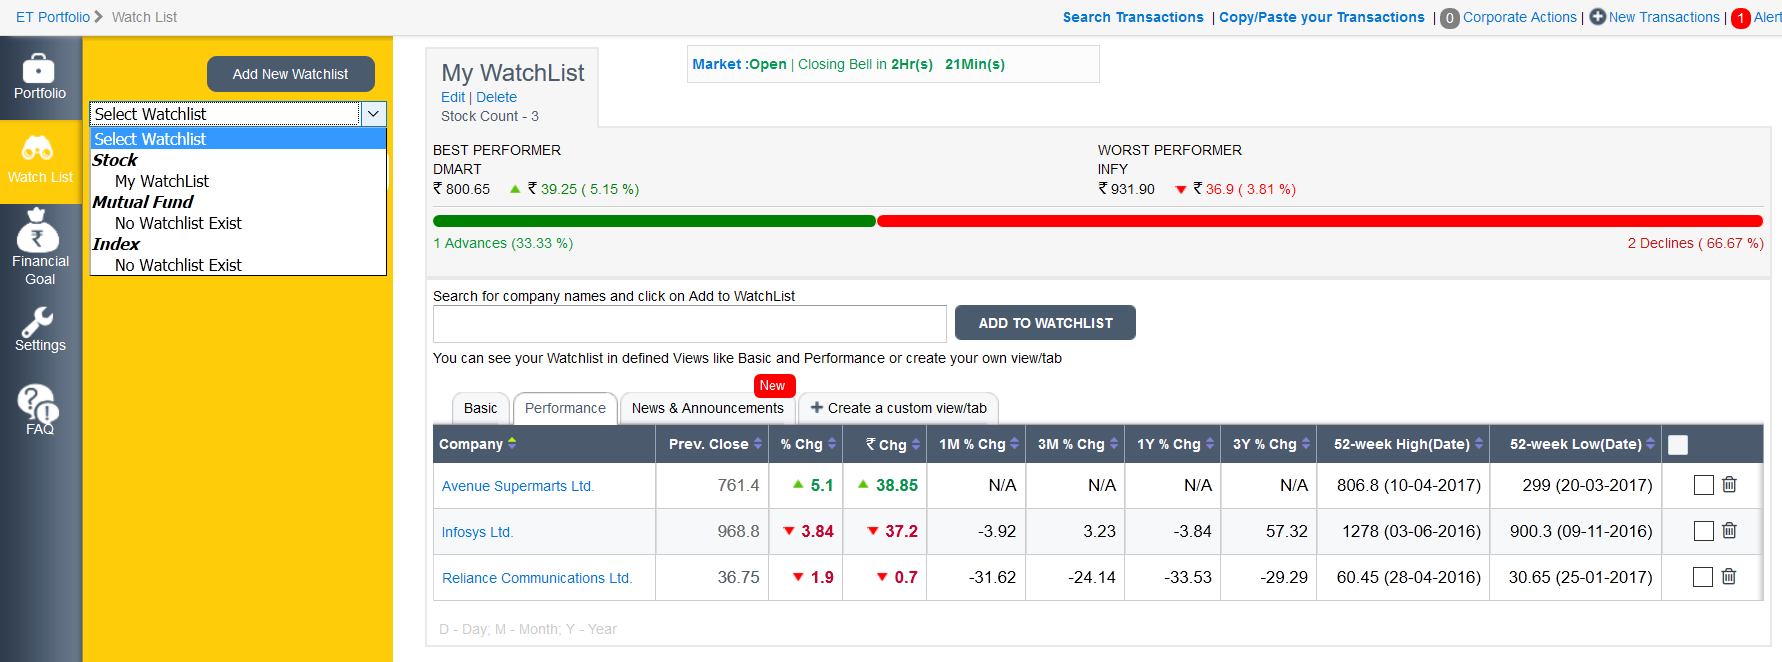 ET Portfolio Watch List
Search Transactions | Copy/Paste your Transactions | 0 Corporate Actions | New Transactions | 1 Alert
Portfolio
Watch List
Financial
Goal
Settings
FAQ
Add New Watchlist
Select Watchlist
Select Watchlist
Stock
My WatchList
Mutual Fund
No Watchlist Exist
Index
No Watchlist Exist
My WatchList
Edit | Delete
Stock Count - 3
Market :Open | Closing Bell in 2Hr(s) 21Min(s)
BEST PERFORMER
DMART
₹ 800.65 ▲ ₹ 39.25 ( 5.15 %)
WORST PERFORMER
INFY
₹ 931.90 ▼ ₹ 36.9 ( 3.81 %)
1 Advances (33.33 %)
2 Declines ( 66.67 %)
Search for company names and click on Add to WatchList
ADD TO WATCHLIST
You can see your Watchlist in defined Views like Basic and Performance or create your own view/tab
New
Basic Performance News & Announcements + Create a custom view/tab
Company Prev. Close % Chg ₹ Chg 1M % Chg 3M % Chg 1Y % Chg 3Y % Chg 52-week High(Date) 52-week Low(Date)
Avenue Supermarts Ltd. 761.4 ▲ 5.1 ▲ 38.85 N/A N/A N/A N/A 806.8 (10-04-2017) 299 (20-03-2017)
Infosys Ltd. 968.8 ▼ 3.84 ▼ 37.2 -3.92 3.23 -3.84 57.32 1278 (03-06-2016) 900.3 (09-11-2016)
Reliance Communications Ltd. 36.75 ▼ 1.9 ▼ 0.7 -31.62 -24.14 -33.53 -29.29 60.45 (28-04-2016) 30.65 (25-01-2017)
D - Day; M - Month; Y - Year